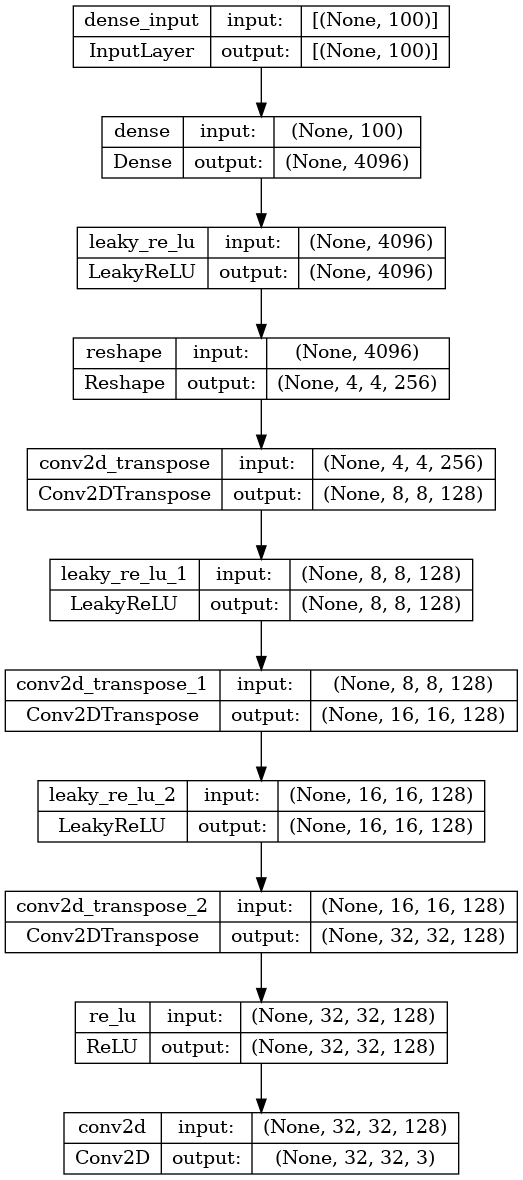 dense_input input: [(None, 100)]
InputLayer output: [(None, 100)]
dense input: (None, 100)
Dense output: (None, 4096)
leaky_re_lu input: (None, 4096)
LeakyReLU output: (None, 4096)
reshape input: (None, 4096)
Reshape output: (None, 4, 4, 256)
conv2d_transpose input: (None, 4, 4, 256)
Conv2DTranspose output: (None, 8, 8, 128)
leaky_re_lu_1 input: (None, 8, 8, 128)
LeakyReLU output: (None, 8, 8, 128)
conv2d_transpose_1 input: (None, 8, 8, 128)
Conv2DTranspose output: (None, 16, 16, 128)
leaky_re_lu_2 input: (None, 16, 16, 128)
LeakyReLU output: (None, 16, 16, 128)
conv2d_transpose_2 input: (None, 16, 16, 128)
Conv2DTranspose output: (None, 32, 32, 128)
re_lu input: (None, 32, 32, 128)
ReLU output: (None, 32, 32, 128)
conv2d input: (None, 32, 32, 128)
Conv2D output: (None, 32, 32, 3)